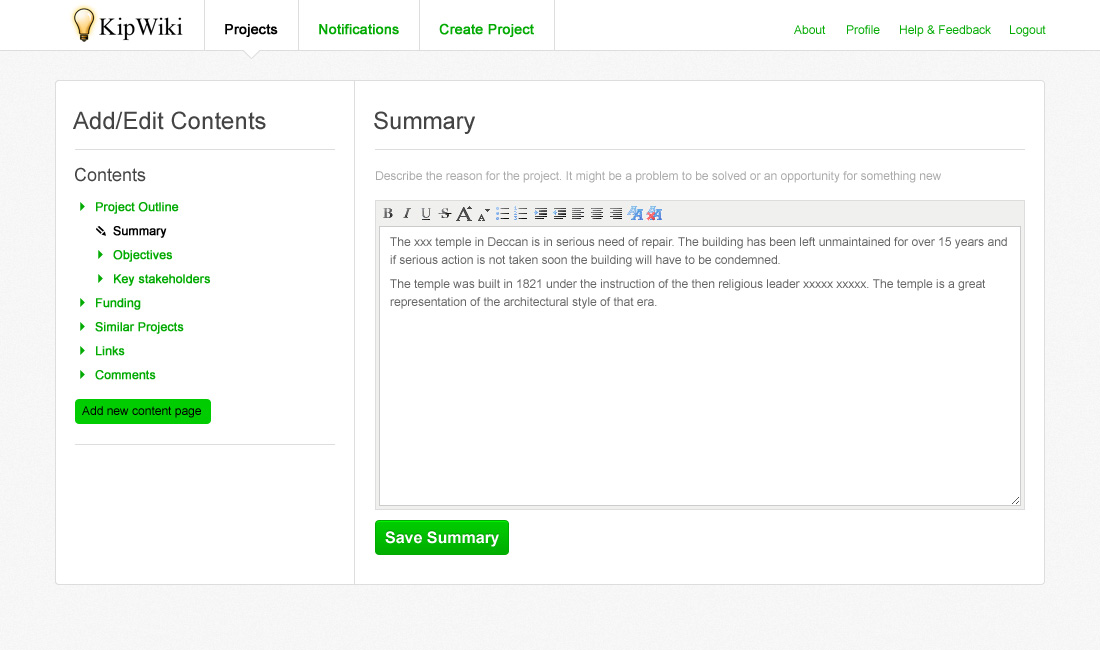 KipWiki
Projects
Notifications
Create Project
About
Profile
Help & Feedback
Logout
Add/Edit Contents
Contents
Project Outline
Summary
Objectives
Key stakeholders
Funding
Similar Projects
Links
Comments
Add new content page
Summary
Describe the reason for the project. It might be a problem to be solved or an opportunity for something new
B I U S A A
The xxx temple in Deccan is in serious need of repair. The building has been left unmaintained for over 15 years and
if serious action is not taken soon the building will have to be condemned.
The temple was built in 1821 under the instruction of the then religious leader xxxxx xxxxx. The temple is a great
representation of the architectural style of that era.
Save Summary